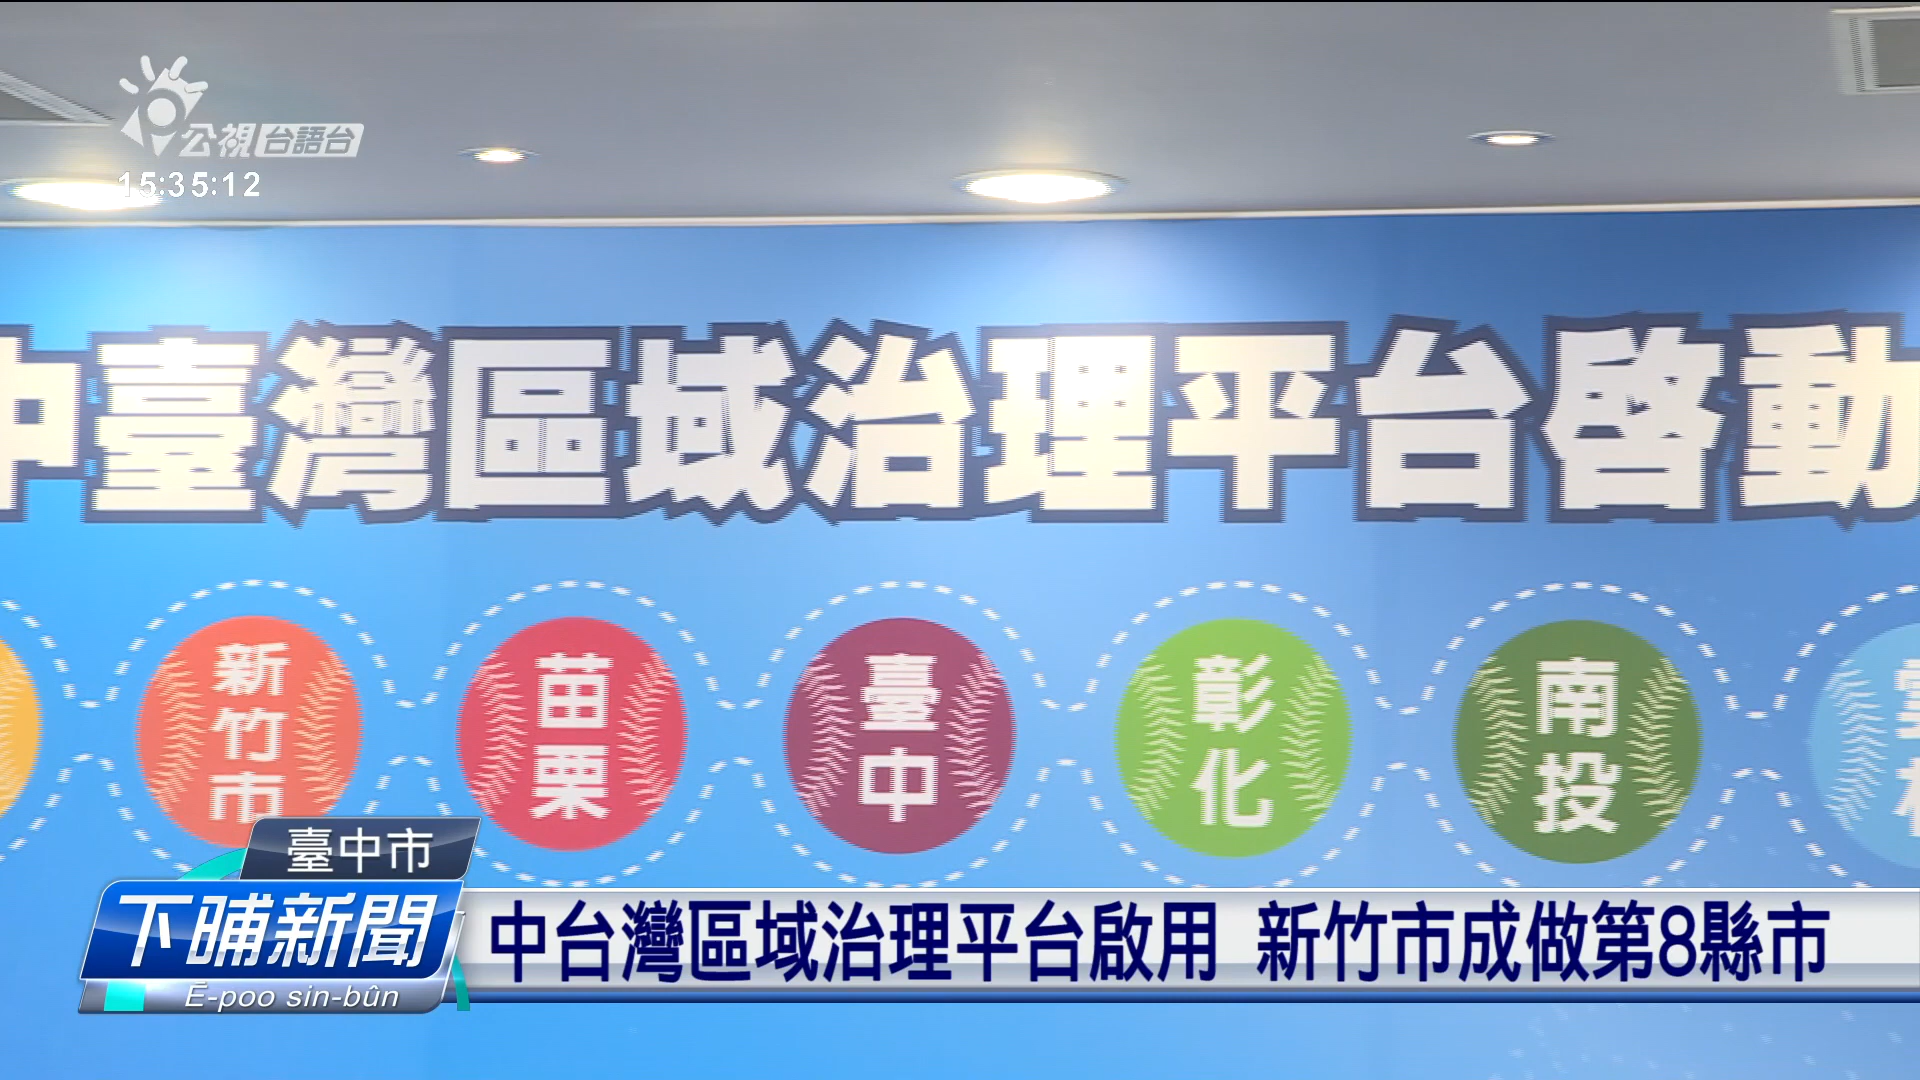 公視台語台
15:35:12
中臺灣區域治理平台啓動
新竹市
苗栗
臺中
彰化
南投
臺中市
下晡新聞
Ē-poo sin-bûn
中台灣區域治理平台啟用 新竹市成做第8縣市